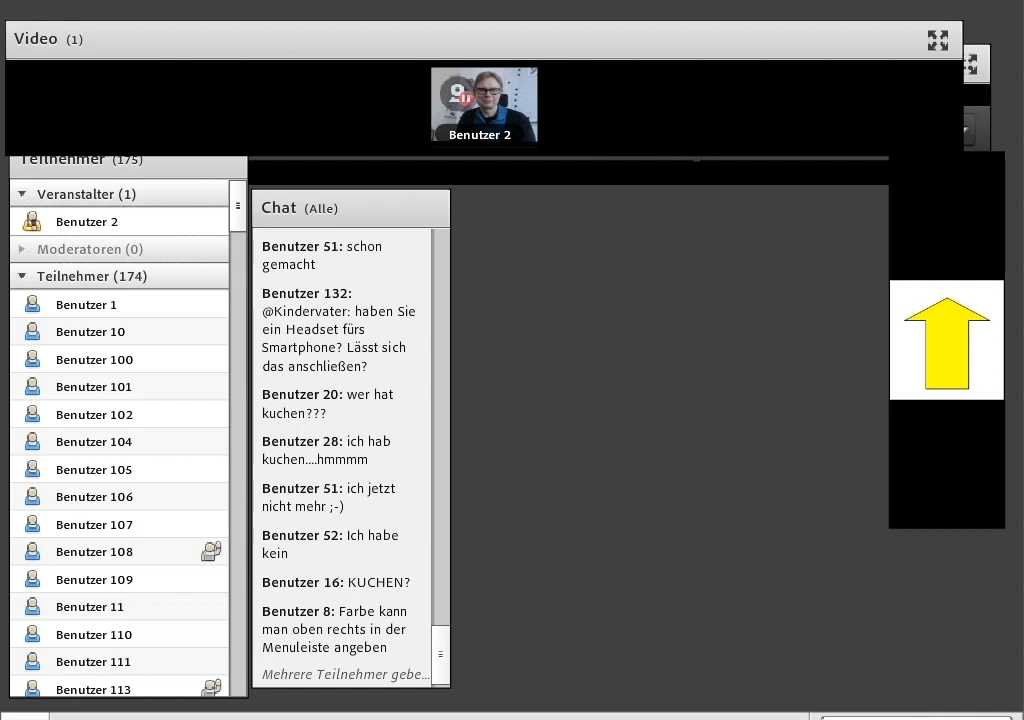 Video (1)
Benutzer 2
Teilnehmer (175)
Veranstalter (1)
Benutzer 2
Moderatoren (0)
Teilnehmer (174)
Benutzer 1
Benutzer 10
Benutzer 100
Benutzer 101
Benutzer 102
Benutzer 104
Benutzer 105
Benutzer 106
Benutzer 107
Benutzer 108
Benutzer 109
Benutzer 11
Benutzer 110
Benutzer 111
Benutzer 113
Chat (Alle)
Benutzer 51: schon
gemacht
Benutzer 132:
@Kindervater: haben Sie
ein Headset fürs
Smartphone? Lässt sich
das anschließen?
Benutzer 20: wer hat
kuchen???
Benutzer 28: ich hab
kuchen....hmmmm
Benutzer 51: ich jetzt
nicht mehr ;-)
Benutzer 52: Ich habe
kein
Benutzer 16: KUCHEN?
Benutzer 8: Farbe kann
man oben rechts in der
Menuleiste angeben
Mehrere Teilnehmer gebe...